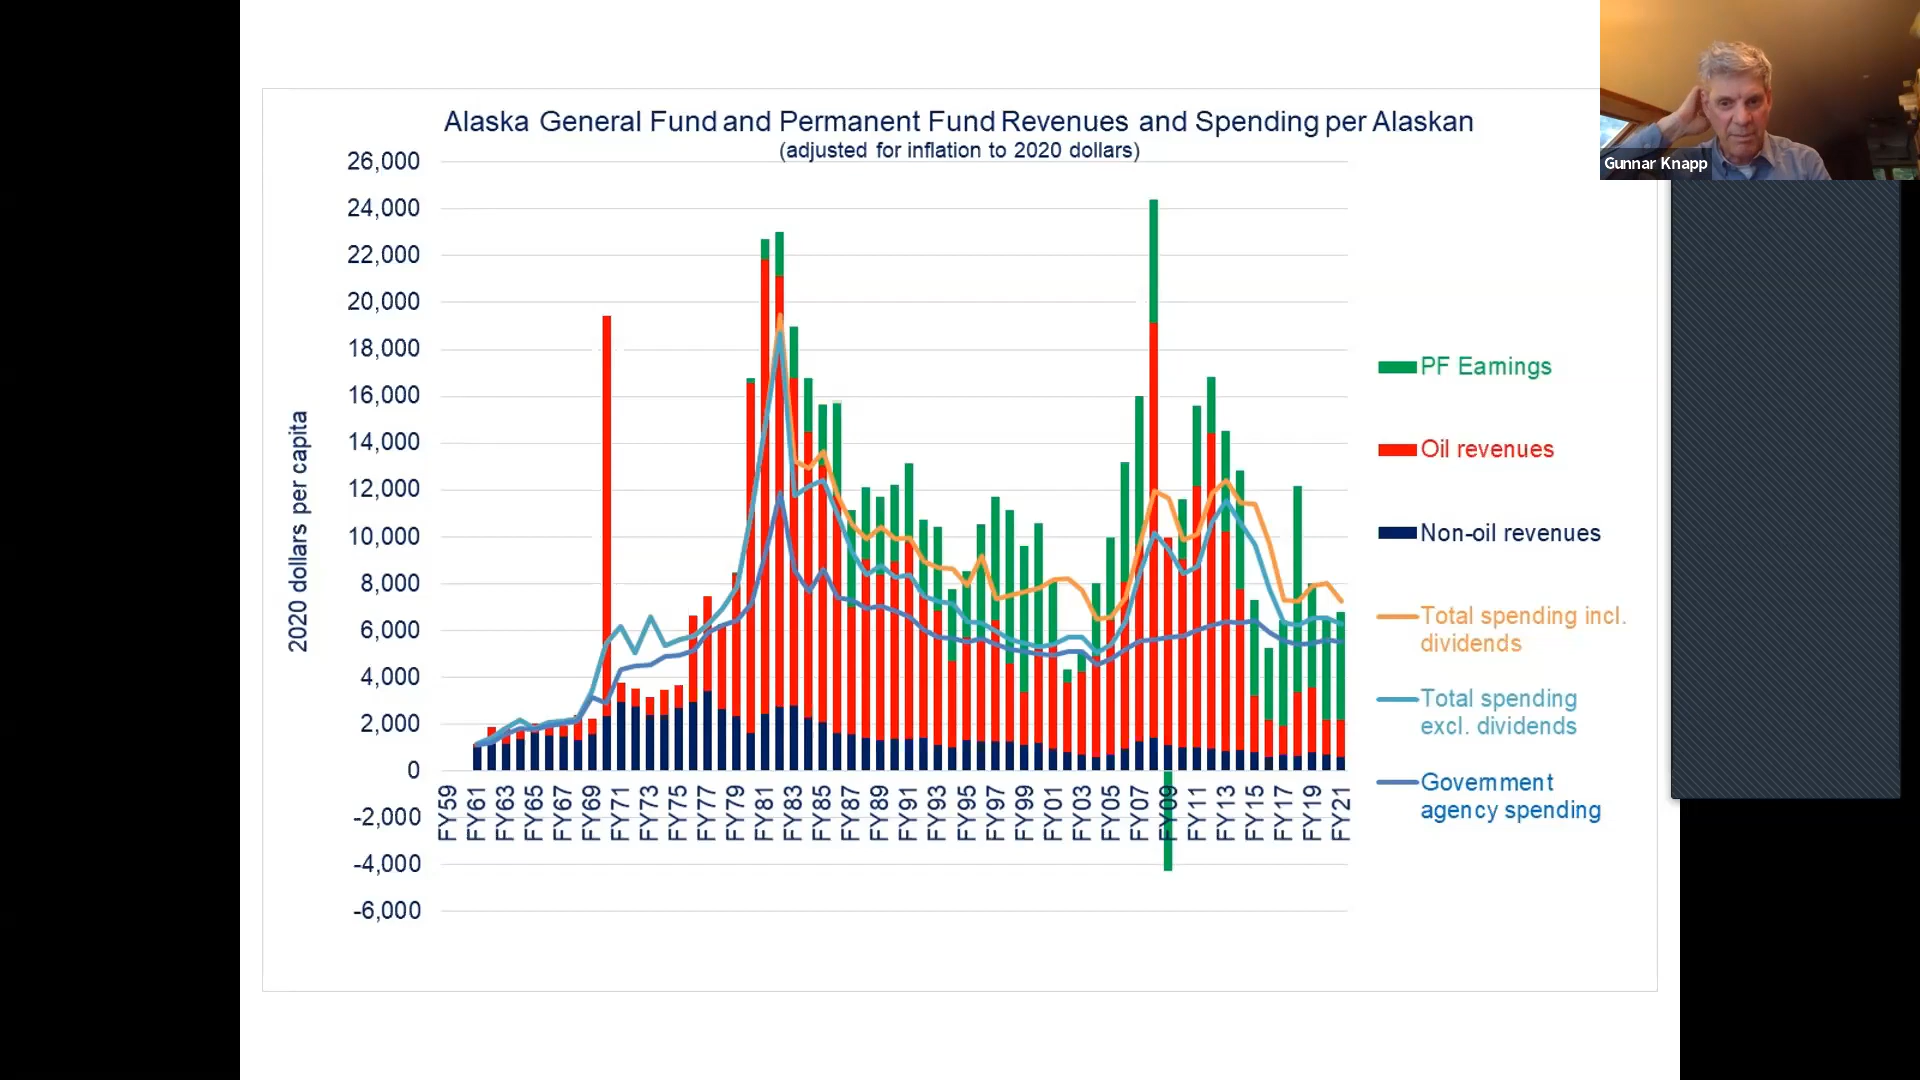 Alaska General Fund and Permanent Fund Revenues and Spending per Alaskan
(adjusted for inflation to 2020 dollars)
Gunnar Knapp
2020 dollars per capita
26,000
24,000
22,000
20,000
18,000
16,000
14,000
12,000
10,000
8,000
6,000
4,000
2,000
0
-2,000
-4,000
-6,000
FY59
FY61
FY63
FY65
FY67
FY69
FY71
FY73
FY75
FY77
FY79
FY81
FY83
FY85
FY87
FY89
FY91
FY93
FY95
FY97
FY99
FY01
FY03
FY05
FY07
FY09
FY11
FY13
FY15
FY17
FY19
FY21
PF Earnings
Oil revenues
Non-oil revenues
Total spending incl.
dividends
Total spending
excl. dividends
Government
agency spending